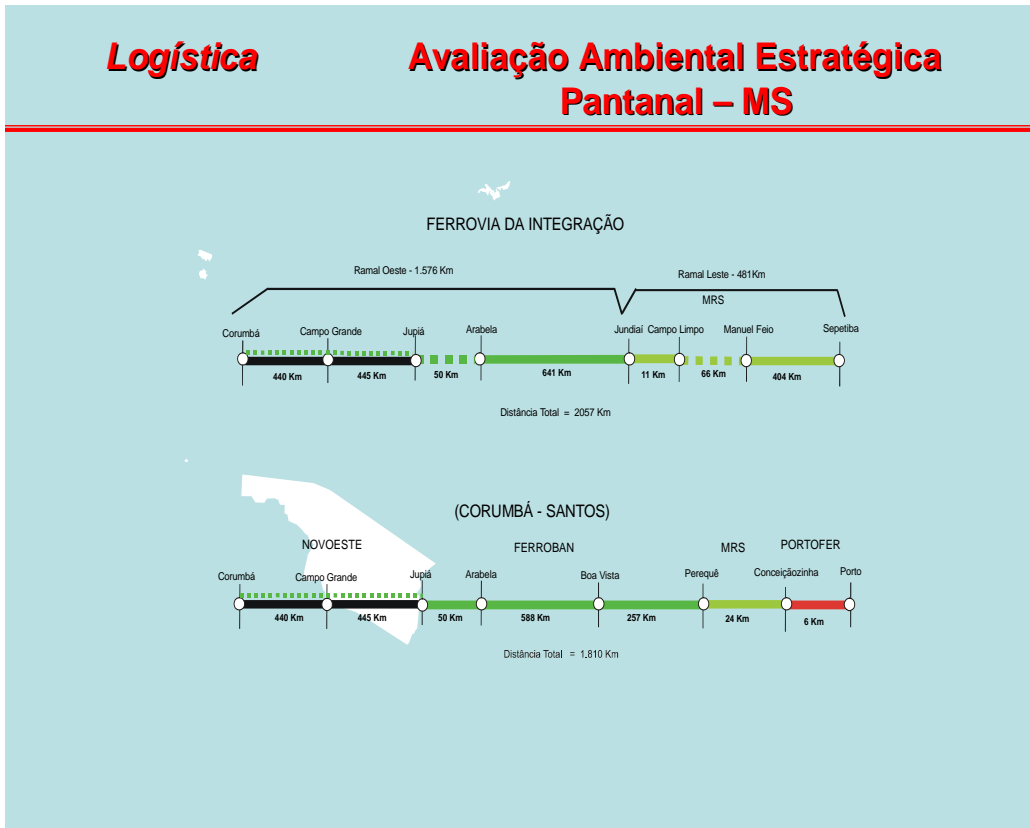 Logística
Avaliação Ambiental Estratégica
Pantanal – MS
FERROVIA DA INTEGRAÇÃO
Ramal Oeste - 1.576 Km
Ramal Leste - 481Km
MRS
Corumbá
Campo Grande
Jupiá
Arabela
Jundiaí
Campo Limpo
Manuel Feio
Sepetiba
440 Km
445 Km
50 Km
641 Km
11 Km
66 Km
404 Km
Distância Total = 2057 Km
(CORUMBÁ - SANTOS)
NOVOESTE
FERROBAN
MRS
PORTOFER
Corumbá
Campo Grande
Jupiá
Arabela
Boa Vista
Perequê
Conceiçãozinha
Porto
440 Km
445 Km
50 Km
588 Km
257 Km
24 Km
6 Km
Distância Total = 1.810 Km